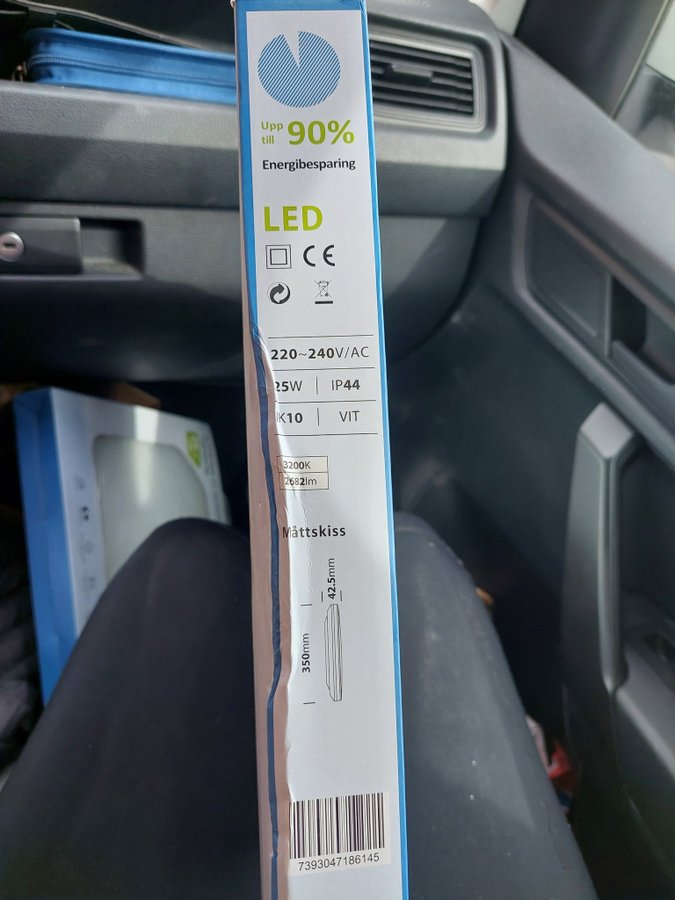 Upp
till 90%
Energibesparing
LED
CE
220~240V/AC
25W | IP44
K10 | VIT
3200K
2682lm
Måttskiss
42.5mm
350mm
7393047186145